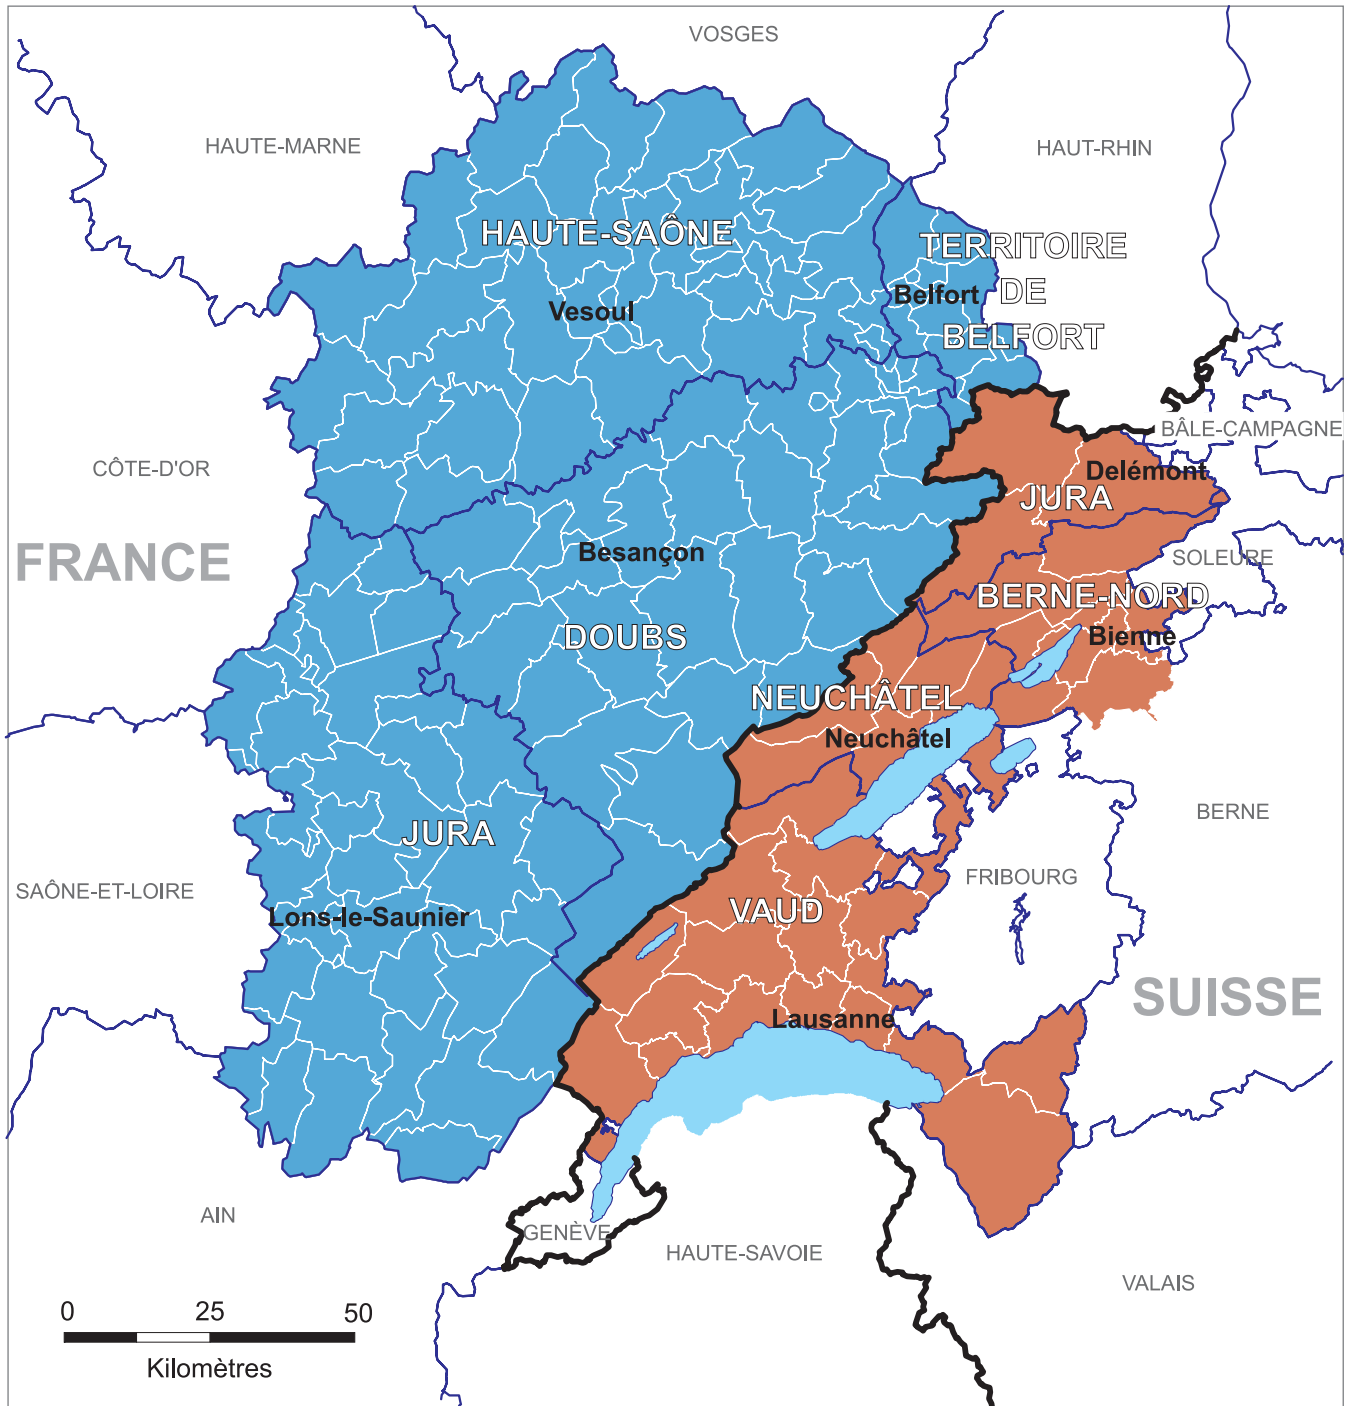 VOSGES
HAUTE-MARNE
HAUT-RHIN
HAUTE-SAÔNE
TERRITOIRE
DE
BELFORT
Belfort
Vesoul
BÂLE-CAMPAGNE
CÔTE-D'OR
Delémont
JURA
FRANCE
Besançon
SOLEURE
BERNE-NORD
DOUBS
Bienne
NEUCHÂTEL
Neuchâtel
BERNE
JURA
SAÔNE-ET-LOIRE
FRIBOURG
VAUD
Lons-le-Saunier
SUISSE
Lausanne
AIN
GENÈVE
HAUTE-SAVOIE
VALAIS
0 25 50
Kilomètres